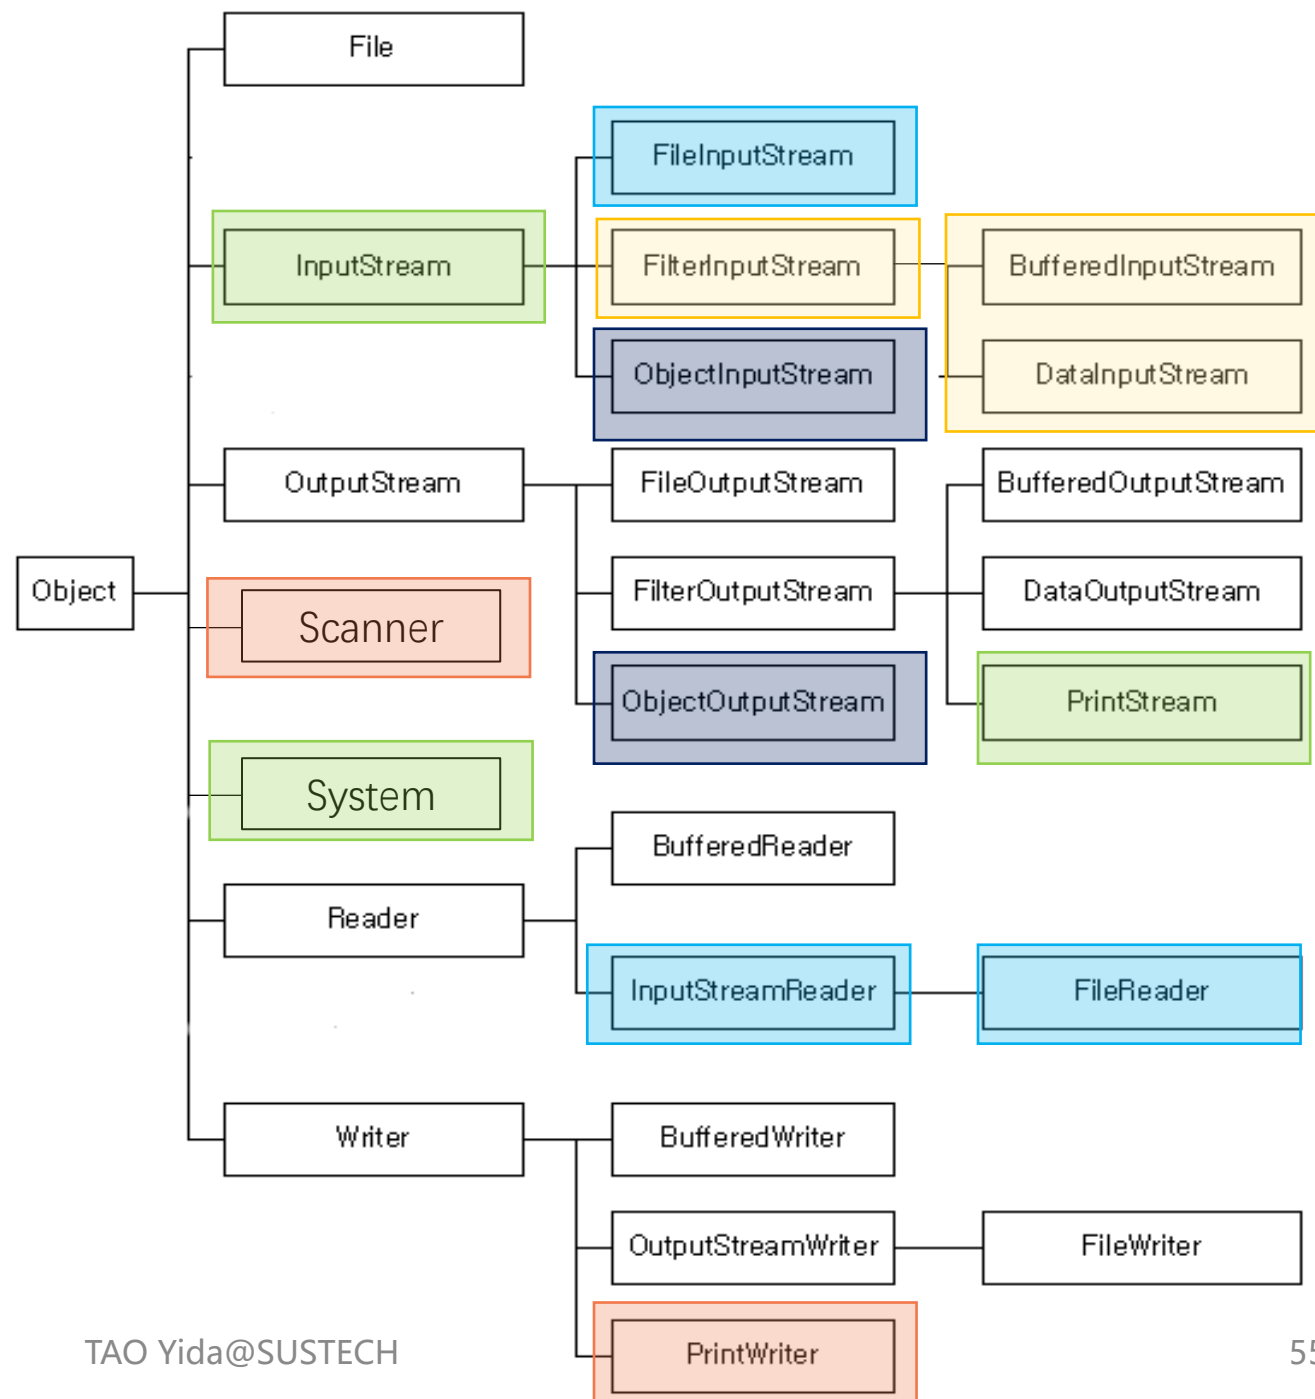 File
FileInputStream
InputStream
FilterInputStream
BufferedInputStream
ObjectInputStream
DataInputStream
OutputStream
FileOutputStream
BufferedOutputStream
Object
FilterOutputStream
DataOutputStream
Scanner
ObjectOutputStream
PrintStream
System
BufferedReader
Reader
InputStreamReader
FileReader
Writer
BufferedWriter
OutputStreamWriter
FileWriter
PrintWriter
TAO Yida@SUSTECH
55